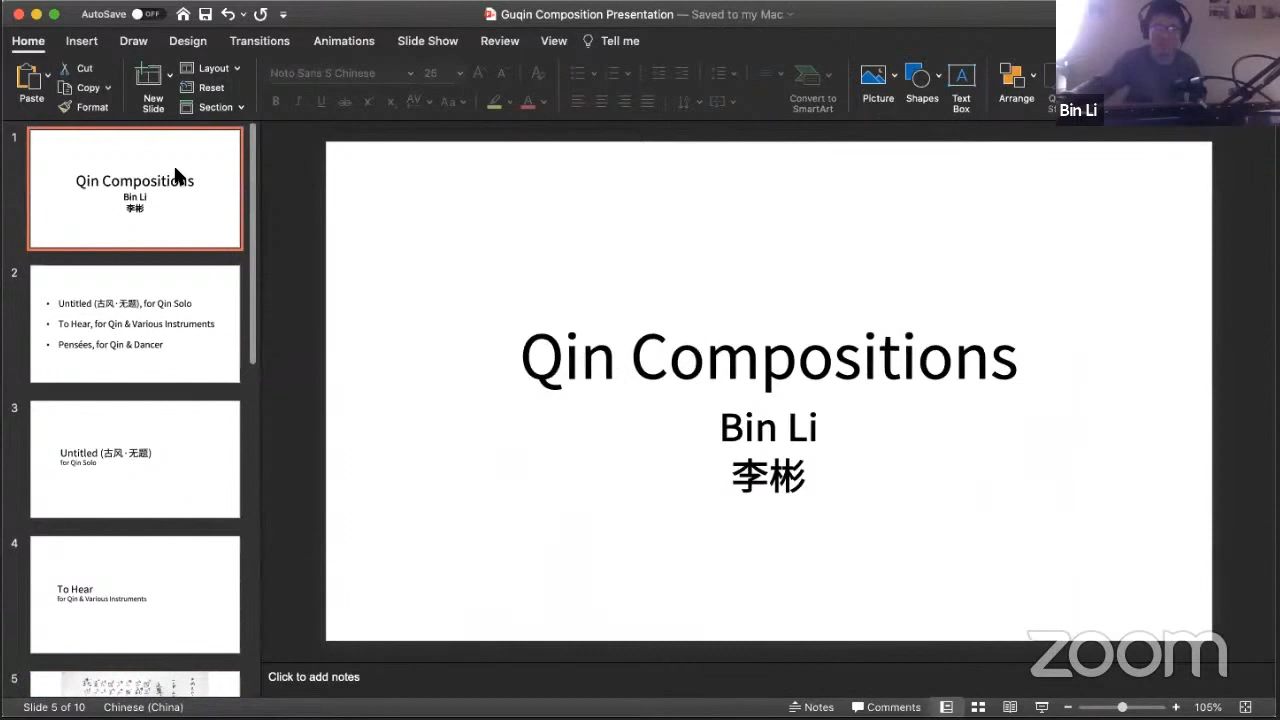 AutoSave OFF
Guqin Composition Presentation — Saved to my Mac
Home Insert Draw Design Transitions Animations Slide Show Review View Tell me
Paste
Cut
Copy
Format
New
Slide
Layout
Reset
Section
Noto Sans S Chinese 26
Convert to
SmartArt
Picture
Shapes
Text
Box
Arrange
Bin Li
1
Qin Compositions
Bin Li
李彬
2
• Untitled (古风·无题), for Qin Solo
• To Hear, for Qin & Various Instruments
• Pensées, for Qin & Dancer
3
Untitled (古风·无题)
for Qin Solo
4
To Hear
for Qin & Various Instruments
5
Qin Compositions
Bin Li
李彬
Click to add notes
zoom
Slide 5 of 10 Chinese (China) Notes Comments 105%